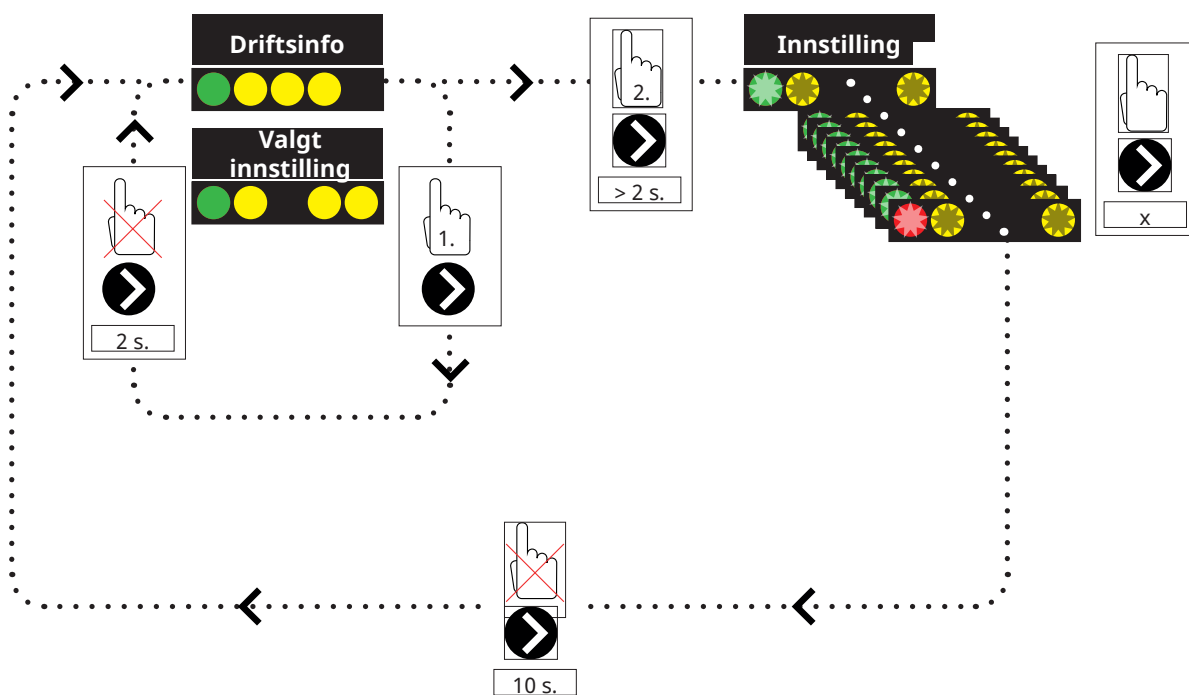 Driftsinfo
Valgt
innstilling
2 s.
1.
2.
> 2 s.
Innstilling
x
10 s.